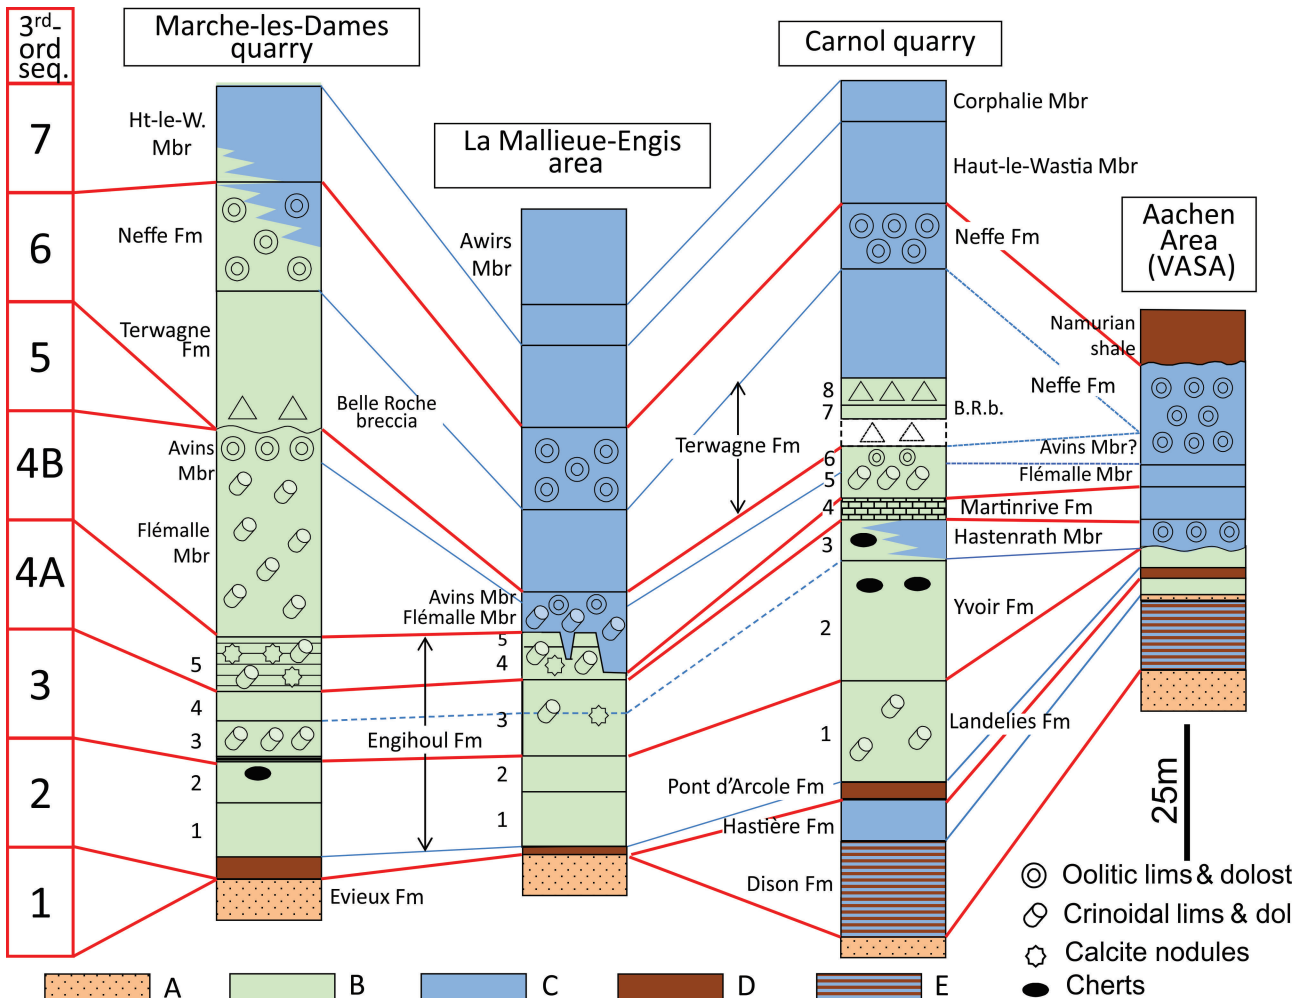 3rd-
ord
seq.
7
6
5
4B
4A
3
2
1
Marche-les-Dames
quarry
Ht-le-W.
Mbr
Neffe Fm
Terwagne
Fm
Avins
Mbr
Flémalle
Mbr
5
4
3
2
1
Evieux Fm
Belle Roche
breccia
Engihoul Fm
La Mallieue-Engis
area
Awirs
Mbr
Avins Mbr
Flémalle Mbr
5
4
3
2
1
Carnol quarry
Corphalie Mbr
Haut-le-Wastia Mbr
Neffe Fm
8
7
B.R.b.
Terwagne Fm
6
5
4
Martinrive Fm
3
Hastenrath Mbr
2
Yvoir Fm
1
Landelies Fm
Pont d'Arcole Fm
Hastière Fm
Dison Fm
Aachen
Area
(VASA)
Namurian
shale
Neffe Fm
Avins Mbr?
Flémalle Mbr
25m
Oolitic lims & dolost
Crinoidal lims & dol
Calcite nodules
Cherts
A
B
C
D
E